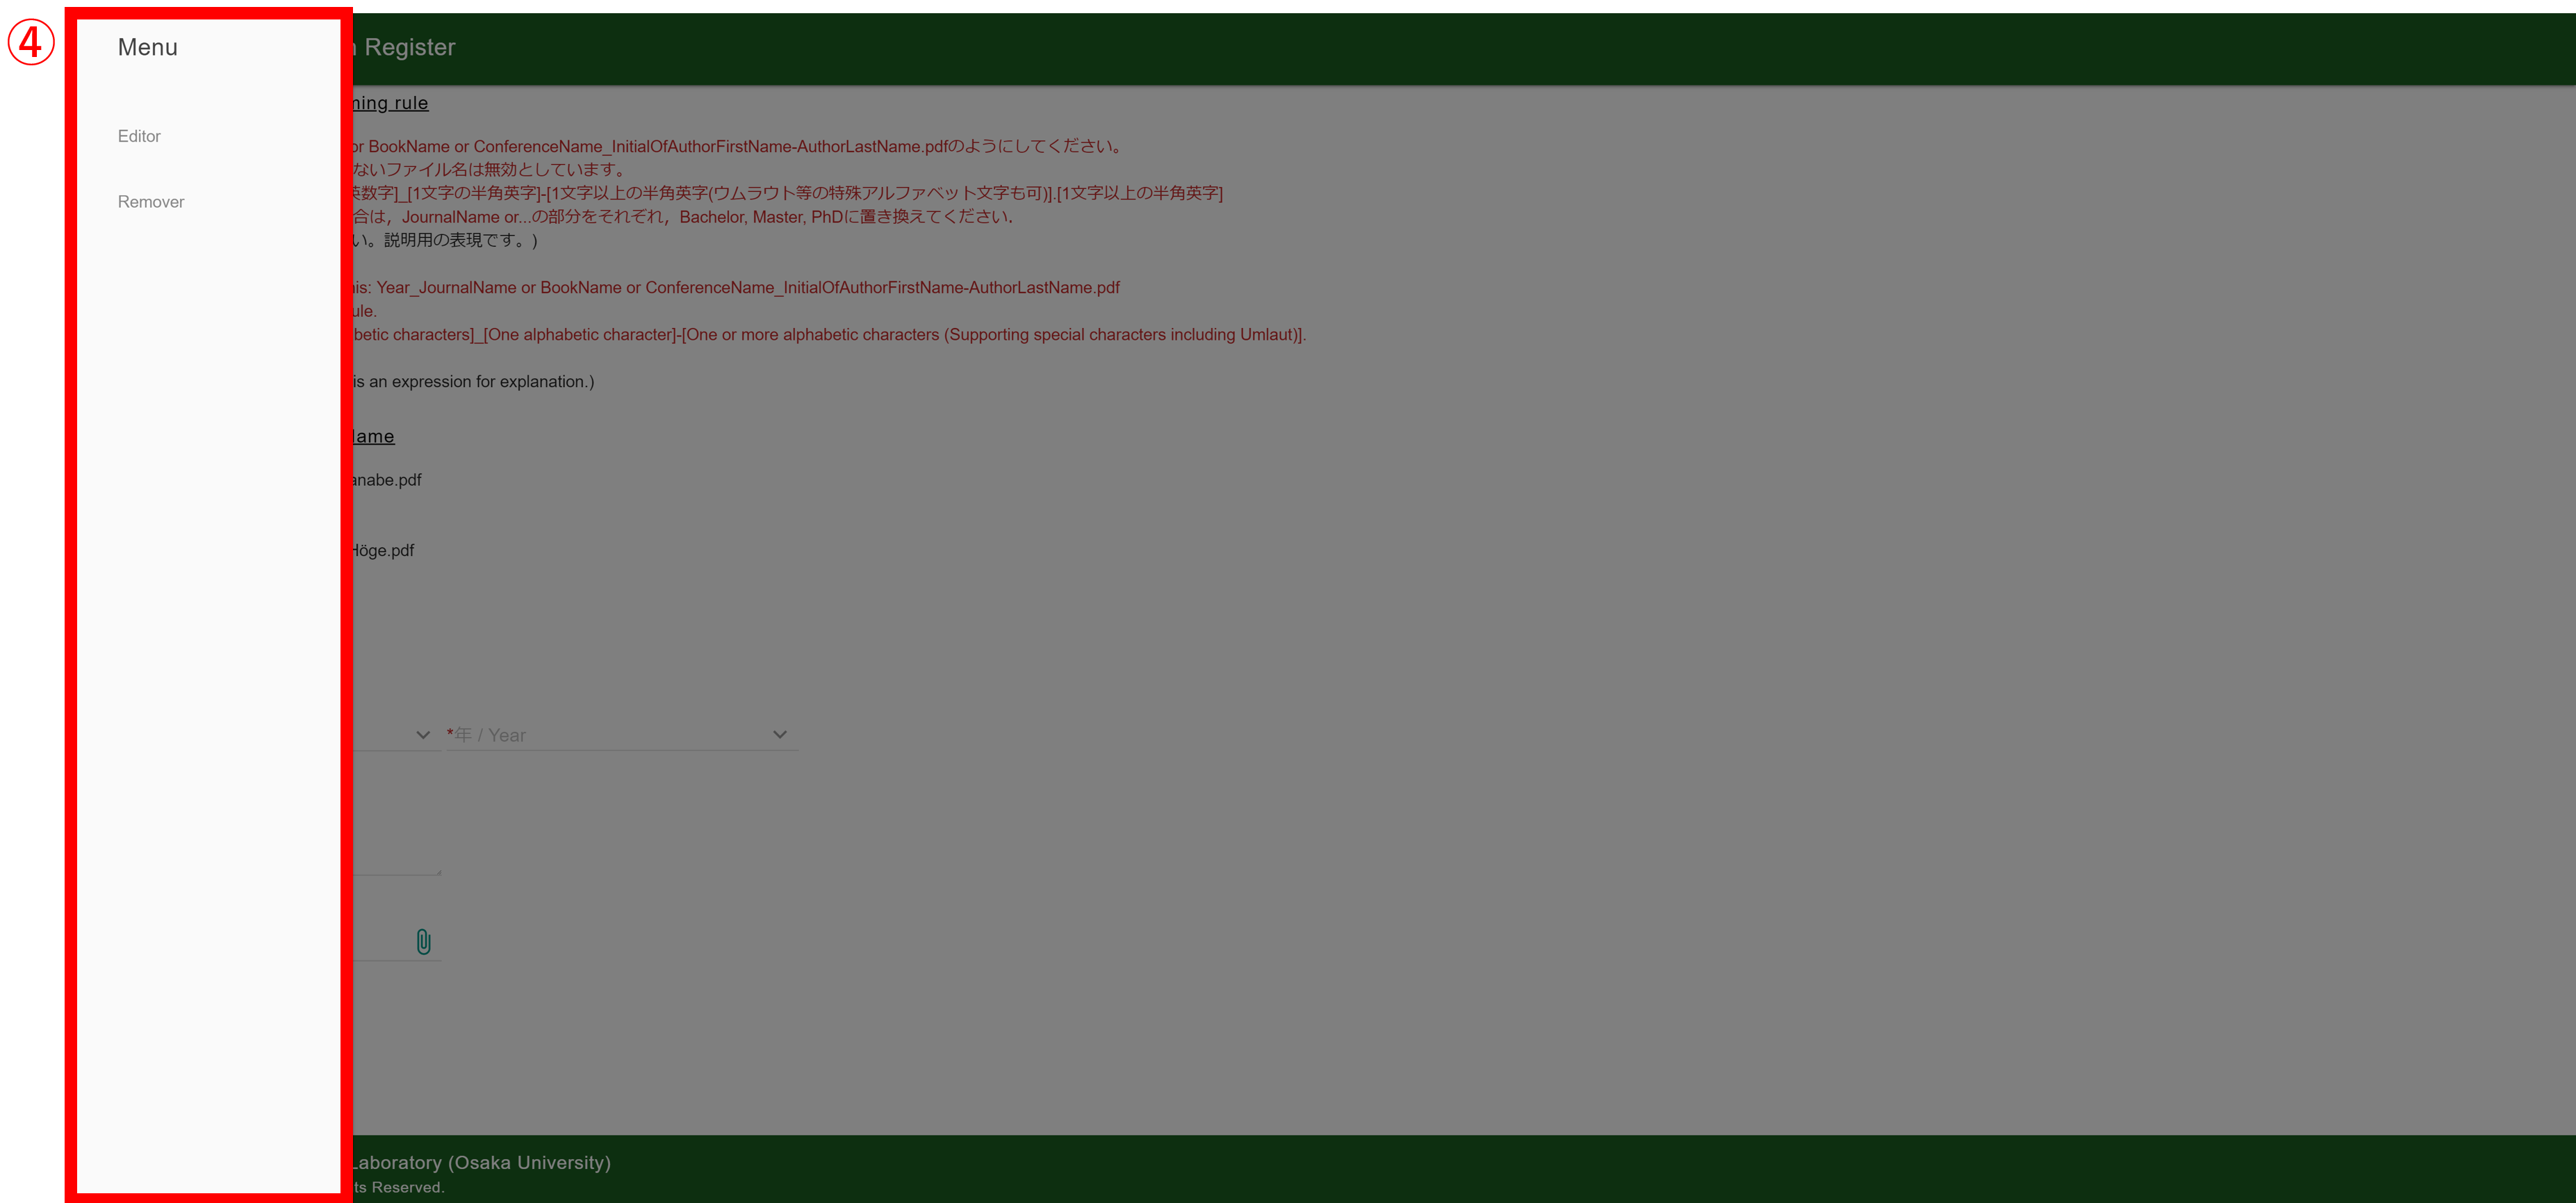 ④
Menu
Editor
Remover
Register
ming rule
or BookName or ConferenceName_InitialOfAuthorFirstName-AuthorLastName.pdfのようにしてください。
ないファイル名は無効としています。
英数字]_[1文字の半角英字]-[1文字以上の半角英字(ウムラウト等の特殊アルファベット文字も可)].[1文字以上の半角英字]
合は，JournalName or...の部分をそれぞれ，Bachelor, Master, PhDに置き換えてください．
い。説明用の表現です。)
his: Year_JournalName or BookName or ConferenceName_InitialOfAuthorFirstName-AuthorLastName.pdf
ule.
betic characters]_[One alphabetic character]-[One or more alphabetic characters (Supporting special characters including Umlaut)].
is an expression for explanation.)
ame
anabe.pdf
Höge.pdf
*年 / Year
Laboratory (Osaka University)
ts Reserved.